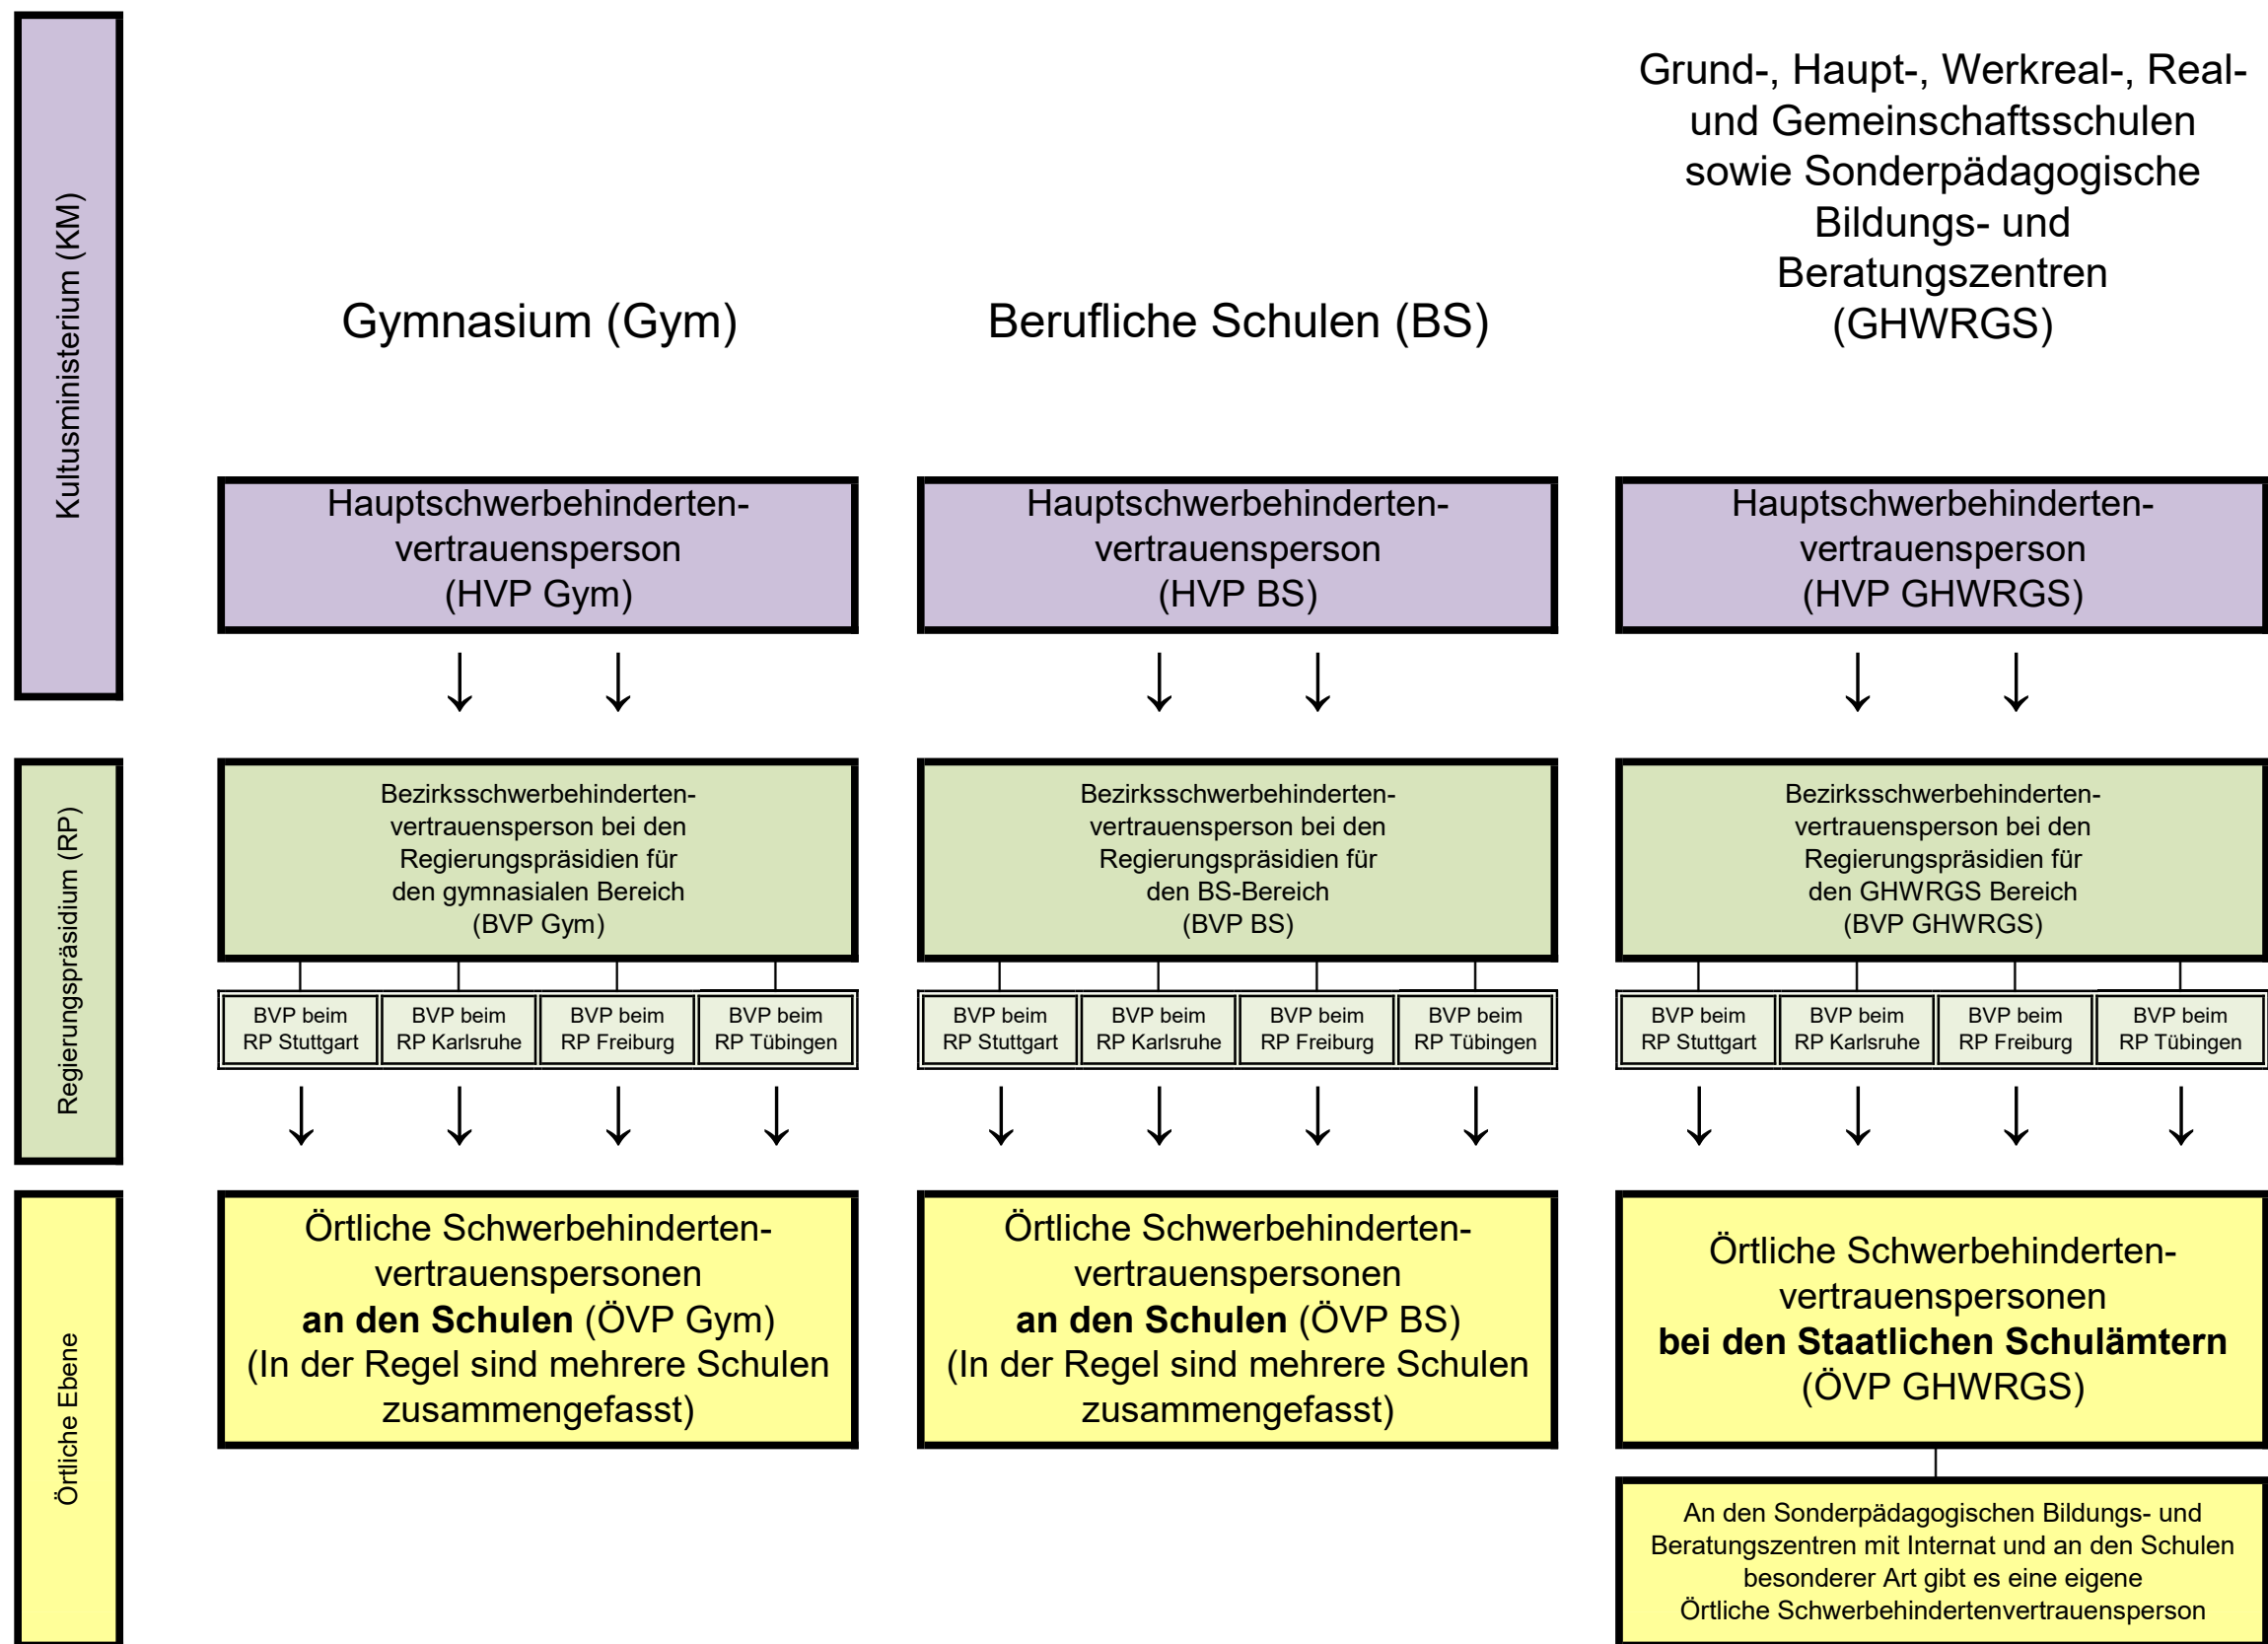 Kultusministerium (KM)
Gymnasium (Gym)
Berufliche Schulen (BS)
Grund-, Haupt-, Werkreal-, Real-
und Gemeinschaftsschulen
sowie Sonderpädagogische
Bildungs- und
Beratungszentren
(GHWRGS)
Hauptschwerbehinderten-
vertrauensperson
(HVP Gym)
Hauptschwerbehinderten-
vertrauensperson
(HVP BS)
Hauptschwerbehinderten-
vertrauensperson
(HVP GHWRGS)
Regierungspräsidium (RP)
Bezirksschwerbehinderten-
vertrauensperson bei den
Regierungspräsidien für
den gymnasialen Bereich
(BVP Gym)
BVP beim
RP Stuttgart
BVP beim
RP Karlsruhe
BVP beim
RP Freiburg
BVP beim
RP Tübingen
Bezirksschwerbehinderten-
vertrauensperson bei den
Regierungspräsidien für
den BS-Bereich
(BVP BS)
BVP beim
RP Stuttgart
BVP beim
RP Karlsruhe
BVP beim
RP Freiburg
BVP beim
RP Tübingen
Bezirksschwerbehinderten-
vertrauensperson bei den
Regierungspräsidien für
den GHWRGS Bereich
(BVP GHWRGS)
BVP beim
RP Stuttgart
BVP beim
RP Karlsruhe
BVP beim
RP Freiburg
BVP beim
RP Tübingen
Örtliche Ebene
Örtliche Schwerbehinderten-
vertrauenspersonen
an den Schulen (ÖVP Gym)
(In der Regel sind mehrere Schulen
zusammengefasst)
Örtliche Schwerbehinderten-
vertrauenspersonen
an den Schulen (ÖVP BS)
(In der Regel sind mehrere Schulen
zusammengefasst)
Örtliche Schwerbehinderten-
vertrauenspersonen
bei den Staatlichen Schulämtern
(ÖVP GHWRGS)
An den Sonderpädagogischen Bildungs- und
Beratungszentren mit Internat und an den Schulen
besonderer Art gibt es eine eigene
Örtliche Schwerbehindertenvertrauensperson